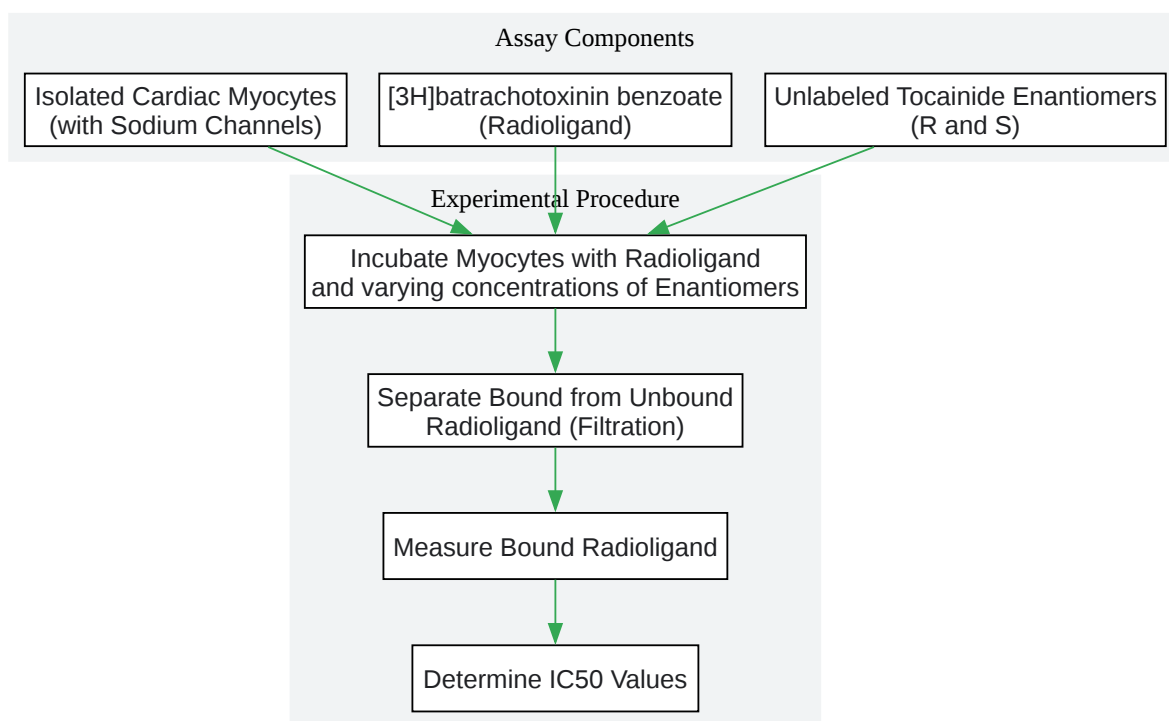 Assay Components
Isolated Cardiac Myocytes
(with Sodium Channels)
[3H]batrachotoxinin benzoate
(Radioligand)
Unlabeled Tocainide Enantiomers
(R and S)
Experimental Procedure
Incubate Myocytes with Radioligand
and varying concentrations of Enantiomers
Separate Bound from Unbound
Radioligand (Filtration)
Measure Bound Radioligand
Determine IC50 Values